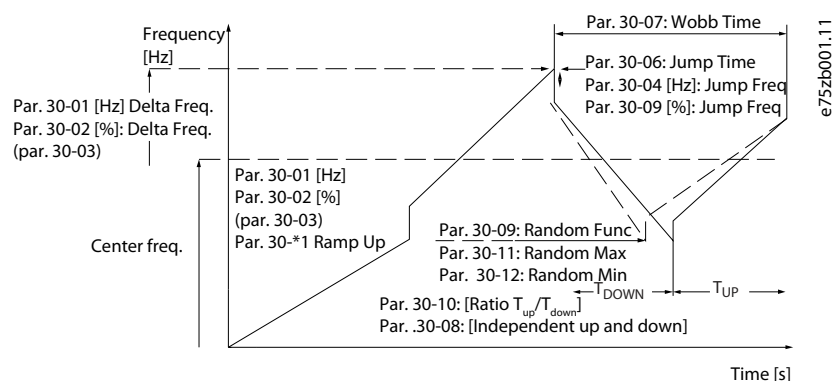 Frequency
[Hz]
Par. 30-07: Wobb Time
Par. 30-06: Jump Time
Par. 30-04 [Hz]: Jump Freq
Par. 30-09 [%]: Jump Freq
e75zb001.11
Par. 30-01 [Hz] Delta Freq.
Par. 30-02 [%]: Delta Freq.
(par. 30-03)
Par. 30-01 [Hz]
Par. 30-02 [%]
(par. 30-03)
Par. 30-*1 Ramp Up
Center freq.
Par. 30-09: Random Func
Par. 30-11: Random Max
Par. 30-12: Random Min
TDOWN
TUP
Par. 30-10: [Ratio Tup/Tdown]
Par. .30-08: [Independent up and down]
Time [s]